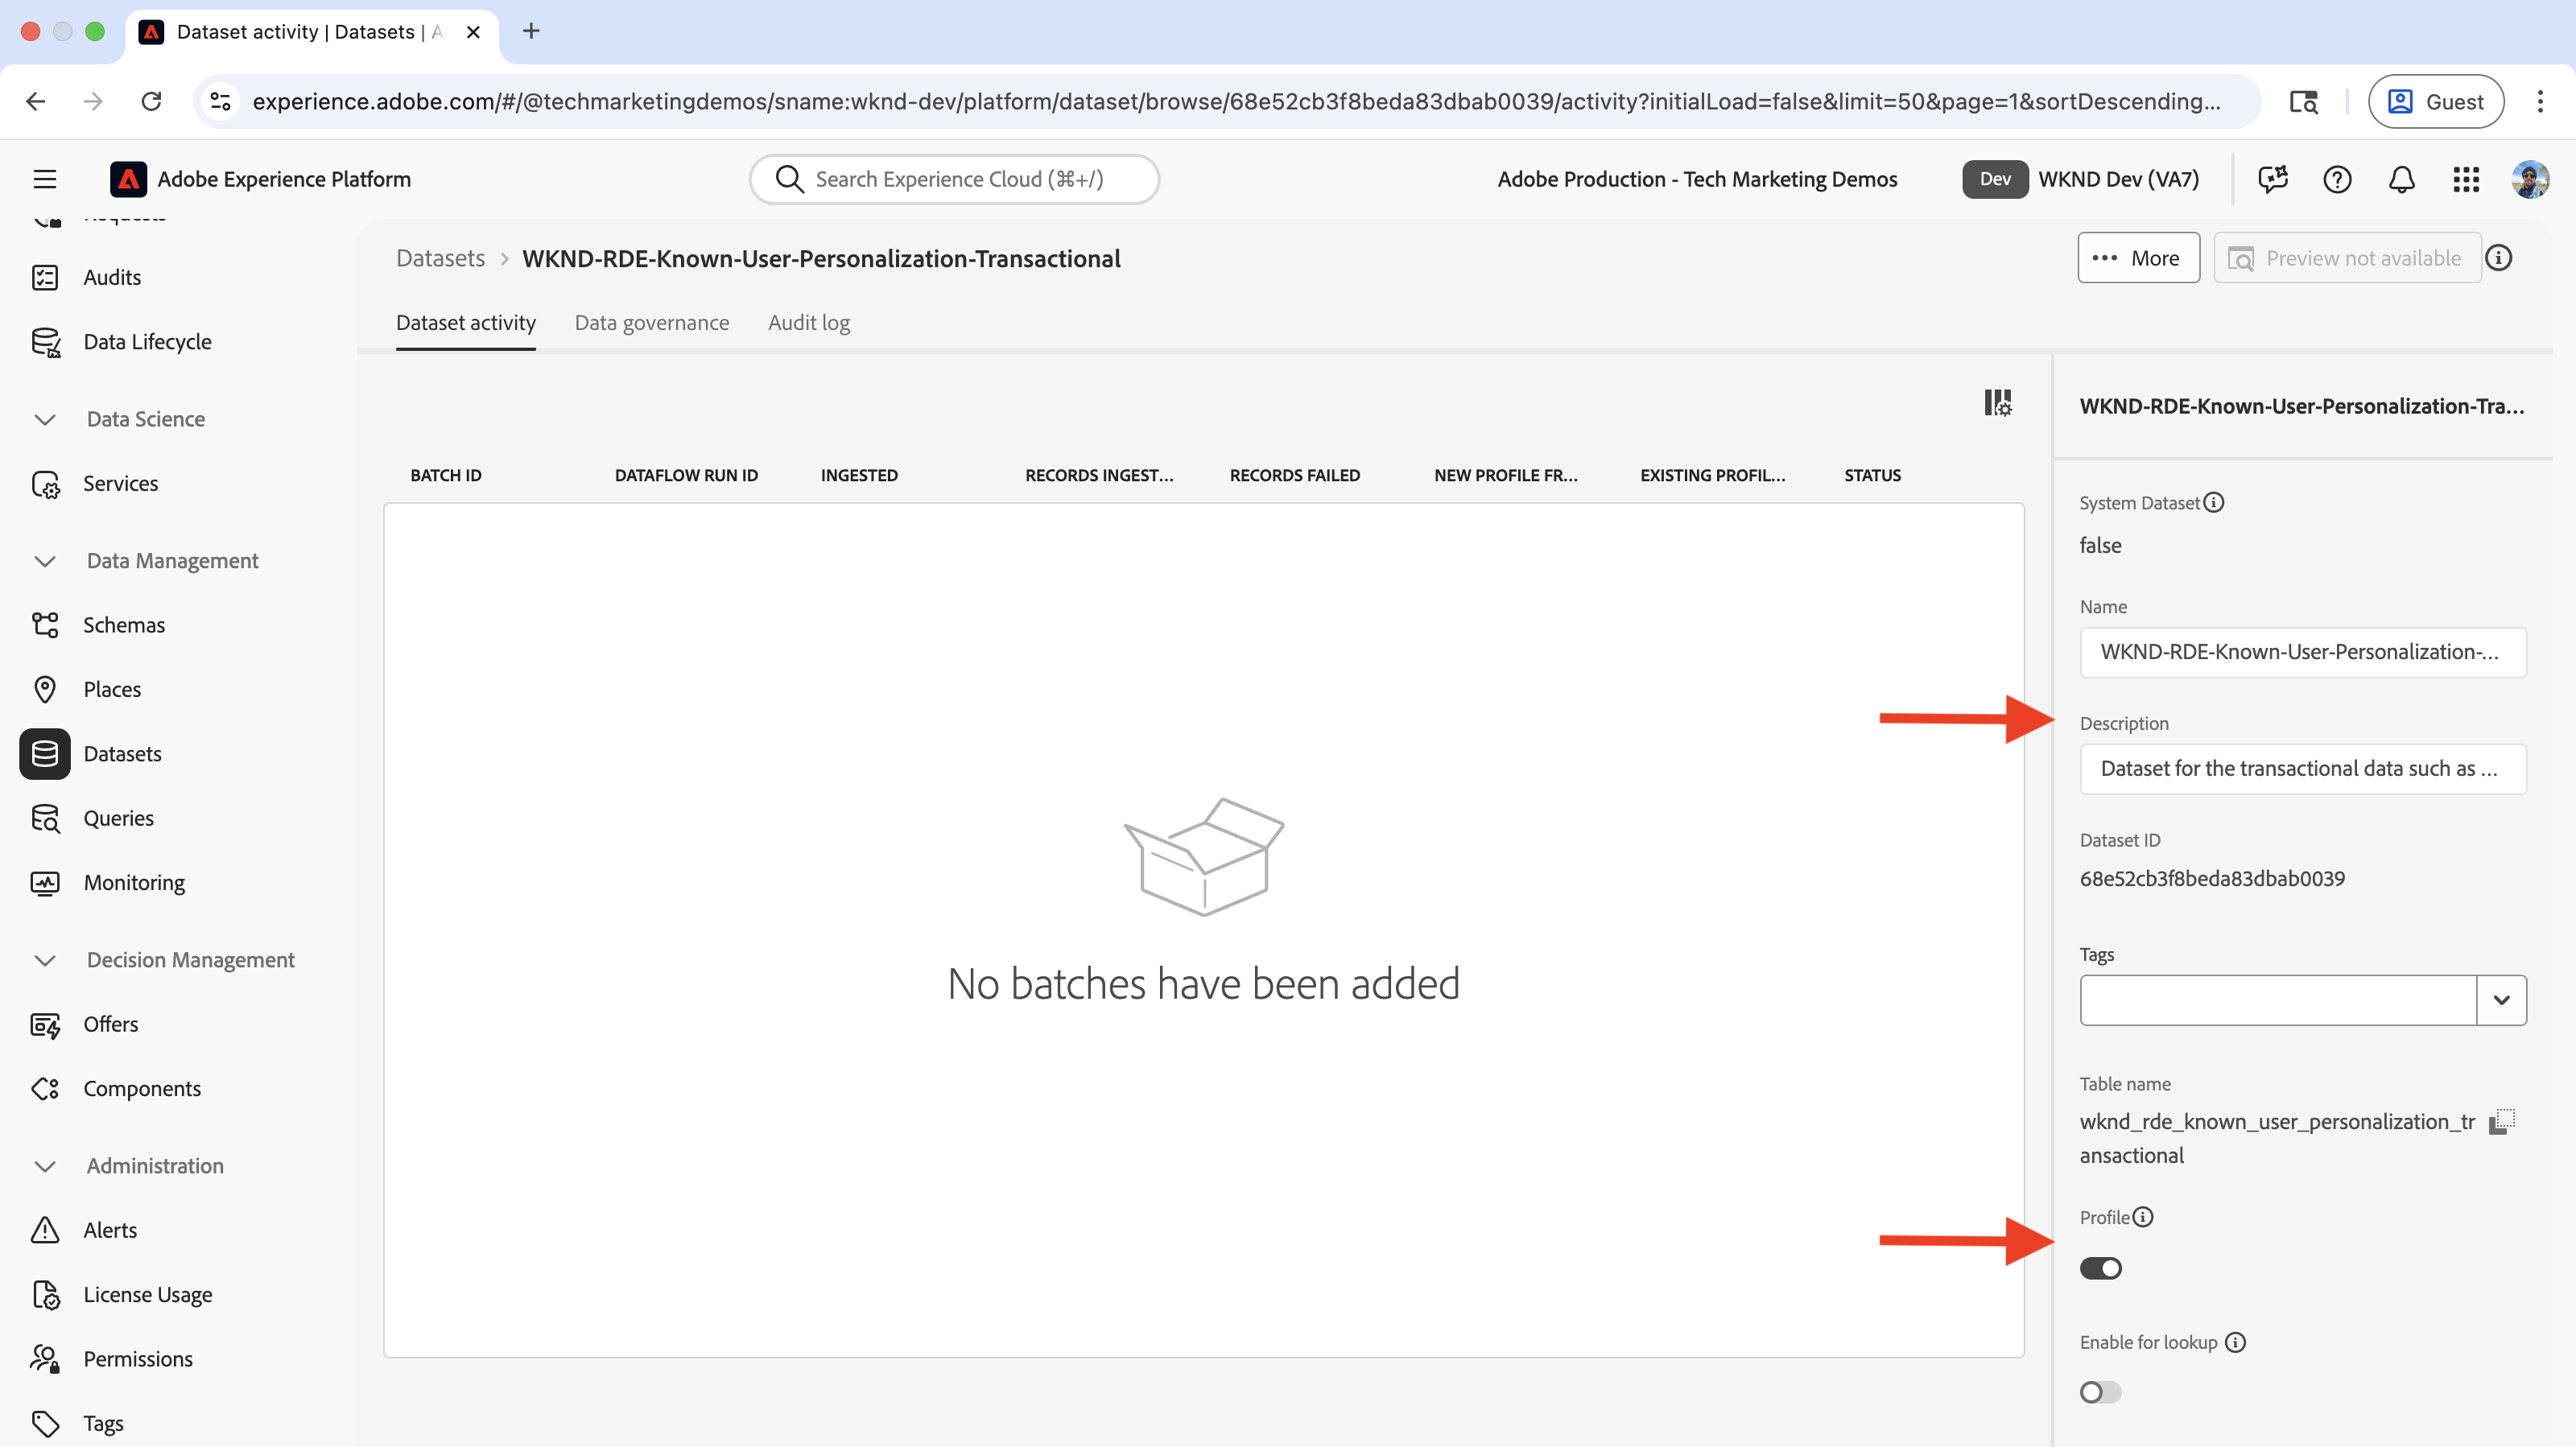 Dataset activity | Datasets | A
experience.adobe.com/#/@techmarketingdemos/sname:wknd-dev/platform/dataset/browse/68e52cb3f8beda83dbab0039/activity?initialLoad=false&limit=50&page=1&sortDescending...
Guest
Adobe Experience Platform
Search Experience Cloud (⌘+/)
Adobe Production - Tech Marketing Demos
Dev
WKND Dev (VA7)
Requests
Audits
Data Lifecycle
Data Science
Services
Data Management
Schemas
Places
Datasets
Queries
Monitoring
Decision Management
Offers
Components
Administration
Alerts
License Usage
Permissions
Tags
Datasets > WKND-RDE-Known-User-Personalization-Transactional
More
Preview not available
Dataset activity
Data governance
Audit log
BATCH ID
DATAFLOW RUN ID
INGESTED
RECORDS INGEST...
RECORDS FAILED
NEW PROFILE FR...
EXISTING PROFIL...
STATUS
No batches have been added
WKND-RDE-Known-User-Personalization-Tra...
System Dataset
false
Name
WKND-RDE-Known-User-Personalization-...
Description
Dataset for the transactional data such as ...
Dataset ID
68e52cb3f8beda83dbab0039
Tags
Table name
wknd_rde_known_user_personalization_tr
ansactional
Profile
Enable for lookup